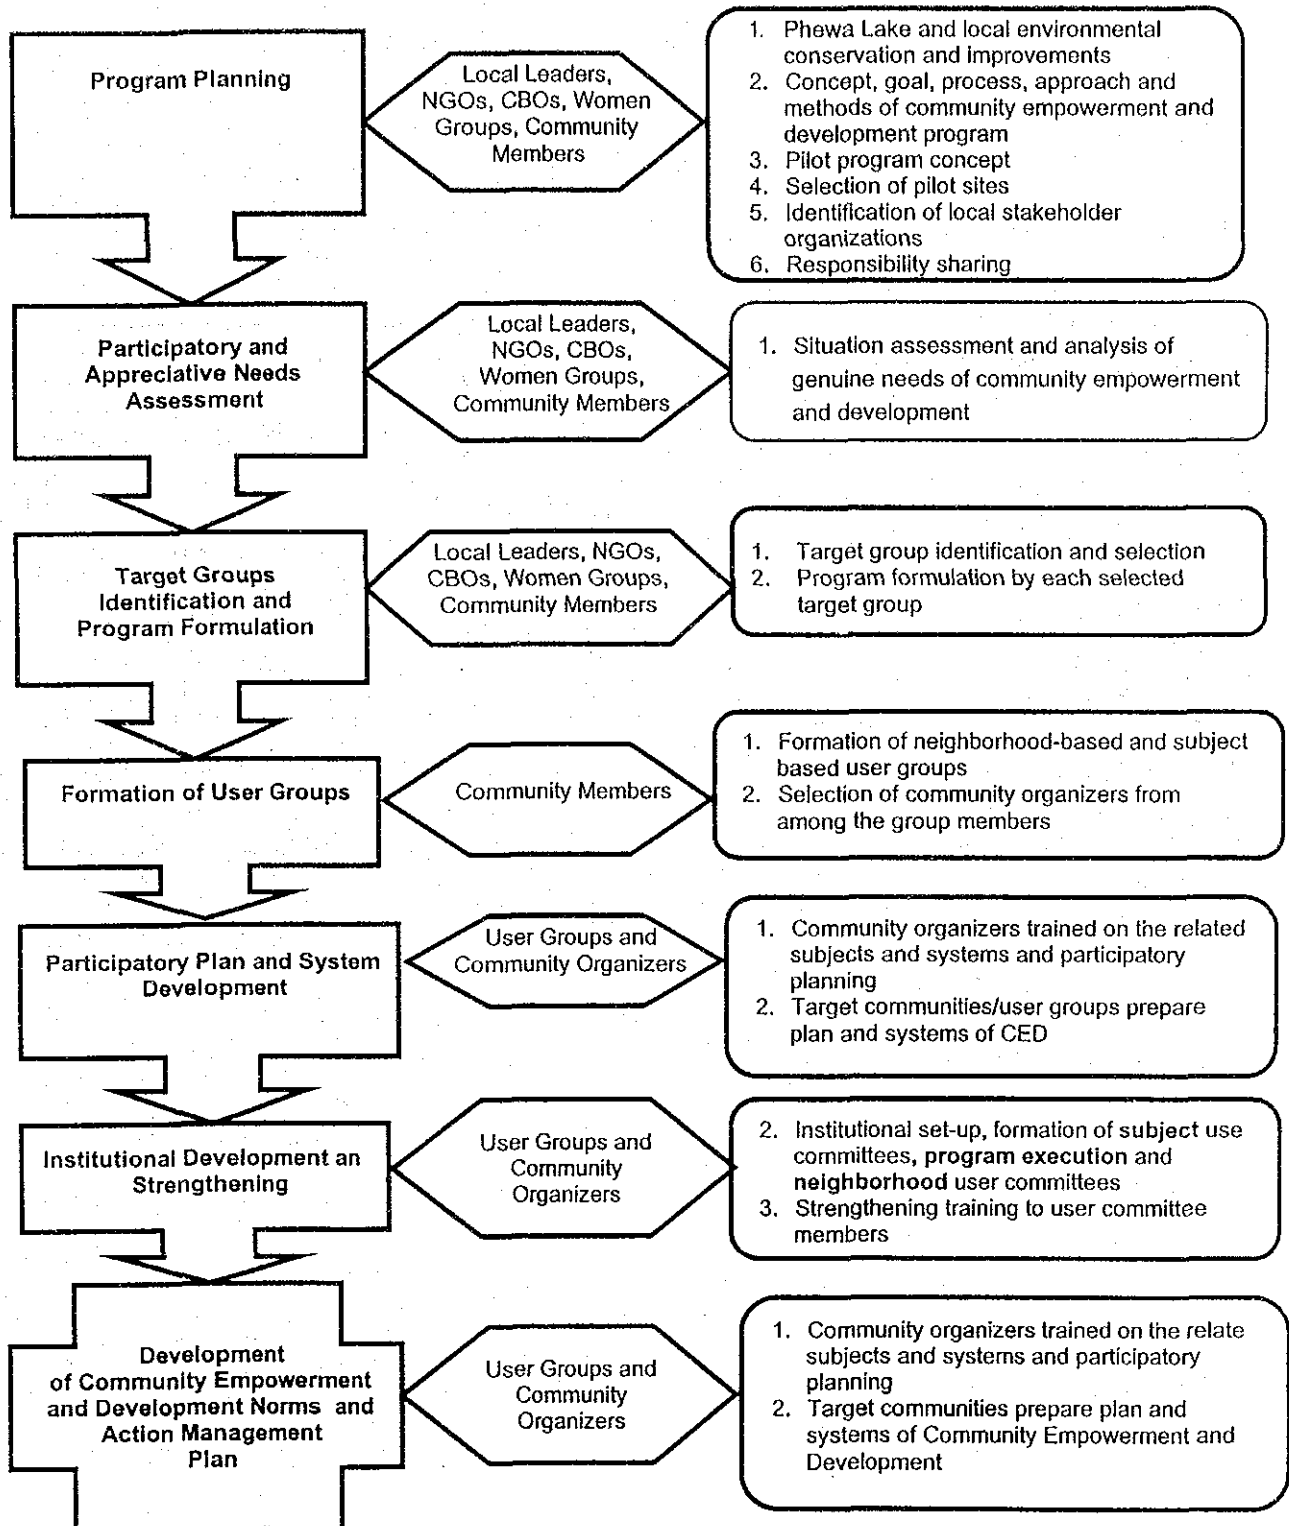 Program Planning
Local Leaders,
NGOs, CBOs, Women
Groups, Community
Members
1. Phewa Lake and local environmental
conservation and improvements
2. Concept, goal, process, approach and
methods of community empowerment and
development program
3. Pilot program concept
4. Selection of pilot sites
5. Identification of local stakeholder
organizations
6. Responsibility sharing
Participatory and
Appreciative Needs
Assessment
Local Leaders,
NGOs, CBOs,
Women Groups,
Community Members
1. Situation assessment and analysis of
genuine needs of community empowerment
and development
Target Groups
Identification and
Program Formulation
Local Leaders, NGOs,
CBOs, Women Groups,
Community Members
1. Target group identification and selection
2. Program formulation by each selected
target group
Formation of User Groups
Community Members
1. Formation of neighborhood-based and subject
based user groups
2. Selection of community organizers from
among the group members
Participatory Plan and System
Development
User Groups and
Community Organizers
1. Community organizers trained on the related
subjects and systems and participatory
planning
2. Target communities/user groups prepare
plan and systems of CED
Institutional Development an
Strengthening
User Groups and
Community
Organizers
2. Institutional set-up, formation of subject use
committees, program execution and
neighborhood user committees
3. Strengthening training to user committee
members
Development
of Community Empowerment
and Development Norms and
Action Management
Plan
User Groups and
Community
Organizers
1. Community organizers trained on the relate
subjects and systems and participatory
planning
2. Target communities prepare plan and
systems of Community Empowerment and
Development